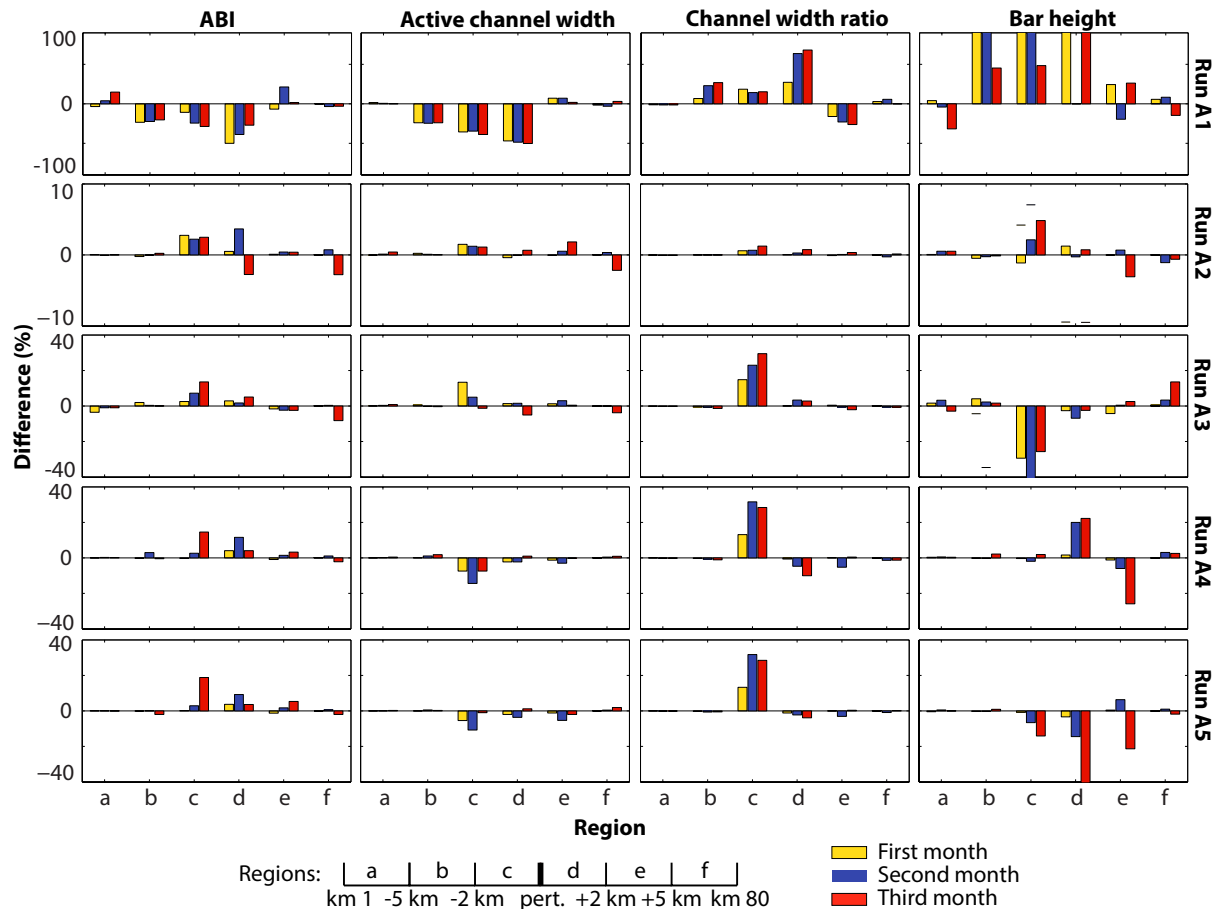 ABI Active channel width Channel width ratio Bar height
100
0
-100
Run A1
10
0
−10
Run A2
Difference (%)
40
0
-40
Run A3
40
0
−40
Run A4
40
0
−40
Run A5
a b c d e f a b c d e f a b c d e f a b c d e f
Region
Regions: a b c d e f
km 1 -5 km -2 km pert. +2 km +5 km km 80
First month
Second month
Third month